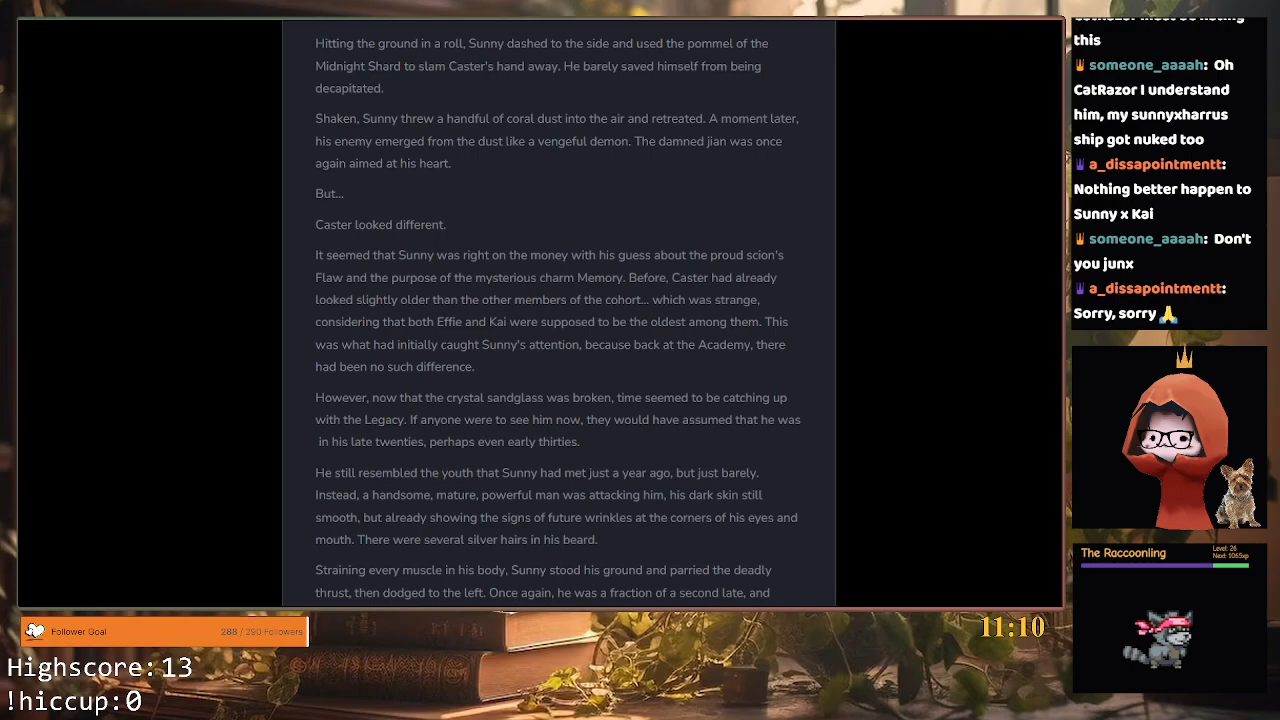 Hitting the ground in a roll, Sunny dashed to the side and used the pommel of the
Midnight Shard to slam Caster's hand away. He barely saved himself from being
decapitated.
Shaken, Sunny threw a handful of coral dust into the air and retreated. A moment later,
his enemy emerged from the dust like a vengeful demon. The damned jian was once
again aimed at his heart.
But...
Caster looked different.
It seemed that Sunny was right on the money with his guess about the proud scion's
Flaw and the purpose of the mysterious charm Memory. Before, Caster had already
looked slightly older than the other members of the cohort... which was strange,
considering that both Effie and Kai were supposed to be the oldest among them. This
was what had initially caught Sunny's attention, because back at the Academy, there
had been no such difference.
However, now that the crystal sandglass was broken, time seemed to be catching up
with the Legacy. If anyone were to see him now, they would have assumed that he was
in his late twenties, perhaps even early thirties.
He still resembled the youth that Sunny had met just a year ago, but just barely.
Instead, a handsome, mature, powerful man was attacking him, his dark skin still
smooth, but already showing the signs of future wrinkles at the corners of his eyes and
mouth. There were several silver hairs in his beard.
Straining every muscle in his body, Sunny stood his ground and parried the deadly
thrust, then dodged to the left. Once again, he was a fraction of a second late, and
this
someone_aaaah: Oh
CatRazor I understand
him, my sunnyxharrus
ship got nuked too
a_dissapointmentt:
Nothing better happen to
Sunny x Kai
someone_aaaah: Don't
you junx
a_dissapointmentt:
Sorry, sorry 🙏
The Raccoonling
Level: 26
Next: 1065xp
Follower Goal
288 / 290 Followers
11:10
Highscore:13
!hiccup:0